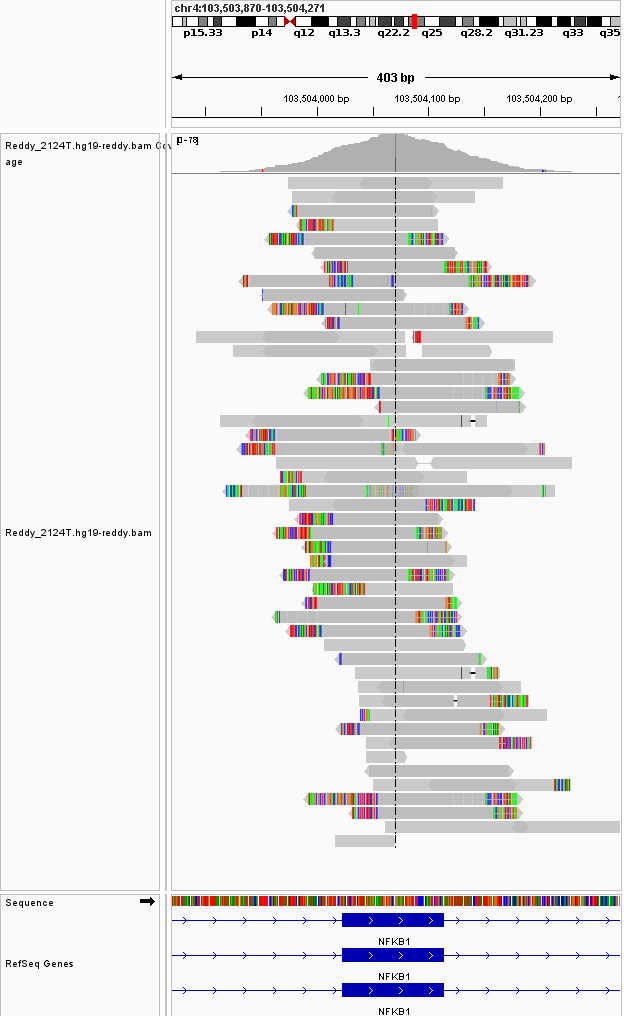 chr4:103,503,870-103,504,271
p15.33 p14 q12 q13.3 q22.2 q25 q28.2 q31.23 q33 q35
403 bp
103,504,000 bp 103,504,100 bp 103,504,200 bp
Reddy_2124T.hg19-reddy.bam Cov
age
[0-78]
Reddy_2124T.hg19-reddy.bam
Sequence
NFKB1
RefSeq Genes
NFKB1
NFKB1